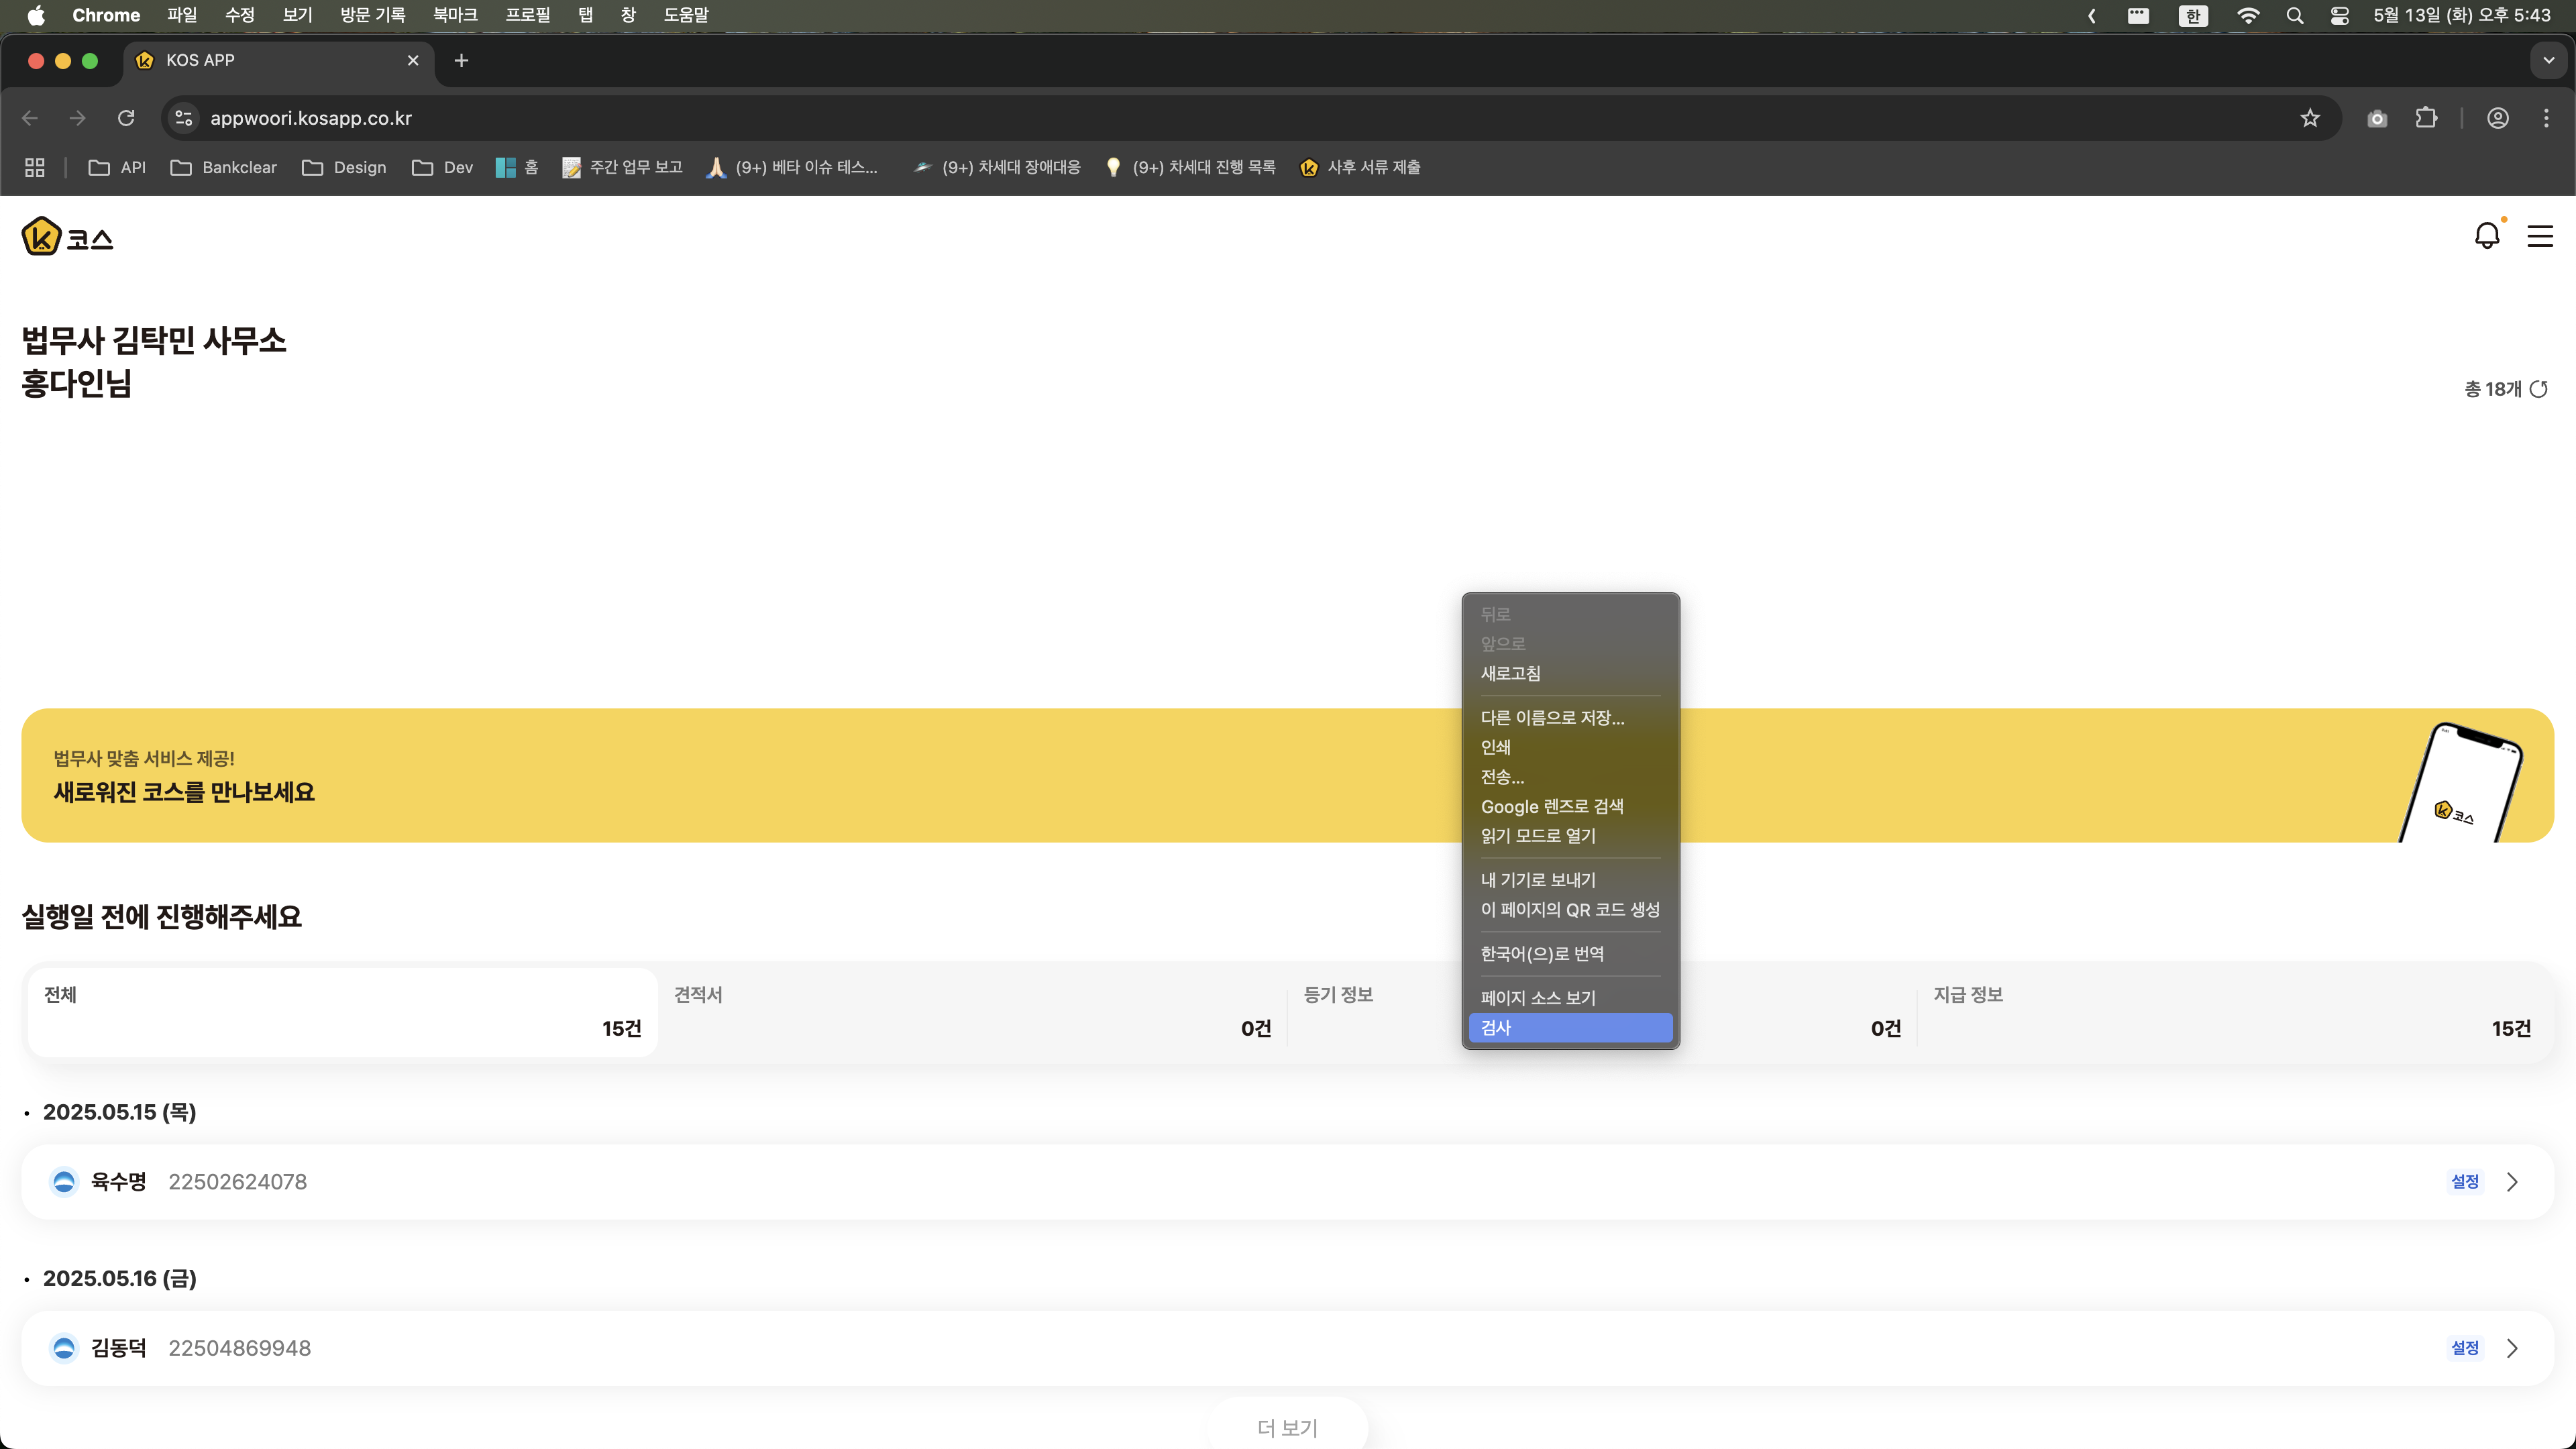 Chrome 파일 수정 보기 방문 기록 북마크 프로필 탭 창 도움말 한 5월 13일 (화) 오후 5:43
KOS APP
appwoori.kosapp.co.kr
API Bankclear Design Dev 홈 주간 업무 보고 (9+) 베타 이슈 테스... (9+) 차세대 장애대응 (9+) 차세대 진행 목록 사후 서류 제출
코스
법무사 김탁민 사무소
홍다인님
총 18개
법무사 맞춤 서비스 제공!
새로워진 코스를 만나보세요
코스
뒤로
앞으로
새로고침
다른 이름으로 저장...
인쇄
전송...
Google 렌즈로 검색
읽기 모드로 열기
내 기기로 보내기
이 페이지의 QR 코드 생성
한국어(으)로 번역
페이지 소스 보기
검사
실행일 전에 진행해주세요
전체 견적서 등기 정보 지급 정보
15건 0건 0건 15건
• 2025.05.15 (목)
육수명 22502624078 설정
• 2025.05.16 (금)
김동덕 22504869948 설정
더 보기